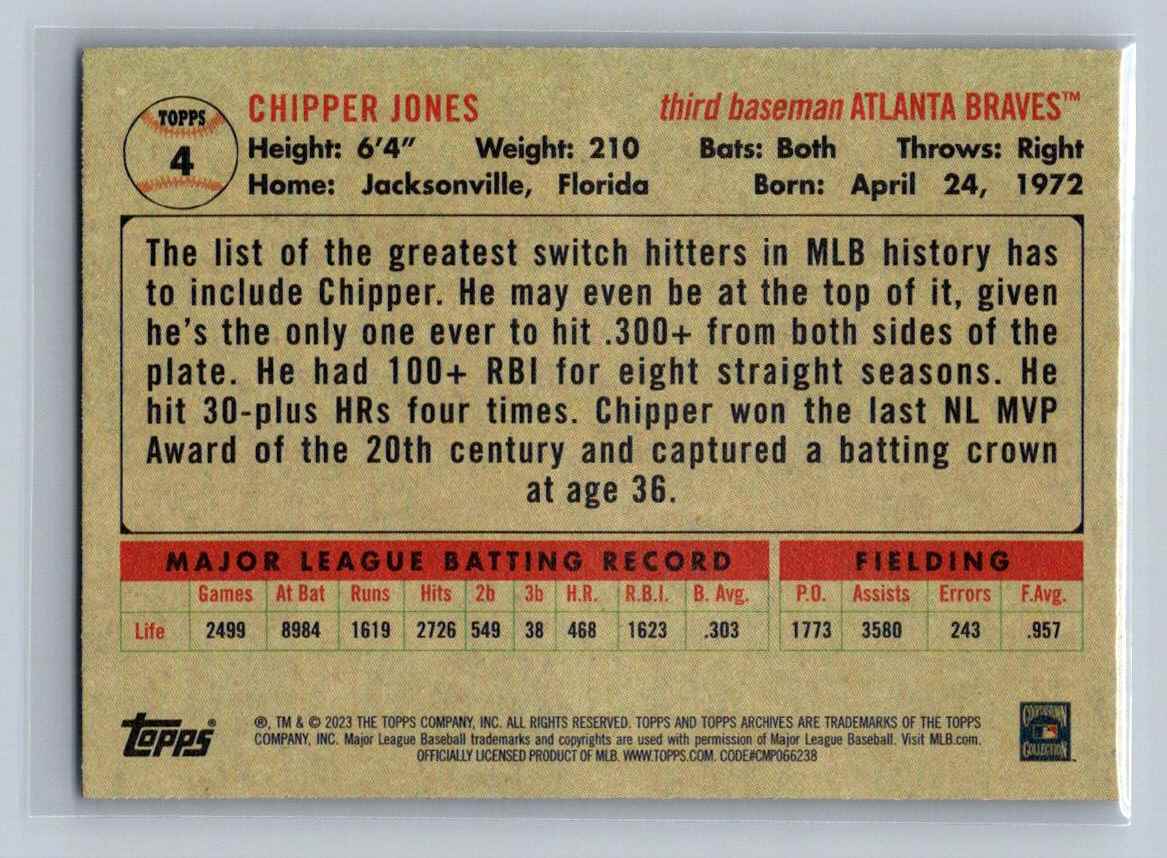 TOPPS
4
CHIPPER JONES third baseman ATLANTA BRAVES™
Height: 6'4" Weight: 210 Bats: Both Throws: Right
Home: Jacksonville, Florida Born: April 24, 1972
The list of the greatest switch hitters in MLB history has
to include Chipper. He may even be at the top of it, given
he's the only one ever to hit .300+ from both sides of the
plate. He had 100+ RBI for eight straight seasons. He
hit 30-plus HRs four times. Chipper won the last NL MVP
Award of the 20th century and captured a batting crown
at age 36.
MAJOR LEAGUE BATTING RECORD FIELDING
Games At Bat Runs Hits 2b 3b H.R. R.B.I. B. Avg. P.O. Assists Errors F.Avg.
Life 2499 8984 1619 2726 549 38 468 1623 .303 1773 3580 243 .957
Topps®
®, TM & © 2023 THE TOPPS COMPANY, INC. ALL RIGHTS RESERVED. TOPPS AND TOPPS ARCHIVES ARE TRADEMARKS OF THE TOPPS
COMPANY, INC. Major League Baseball trademarks and copyrights are used with permission of Major League Baseball. Visit MLB.com.
OFFICIALLY LICENSED PRODUCT OF MLB. WWW.TOPPS.COM. CODE#CMP066238
COOPERSTOWN
COLLECTION™